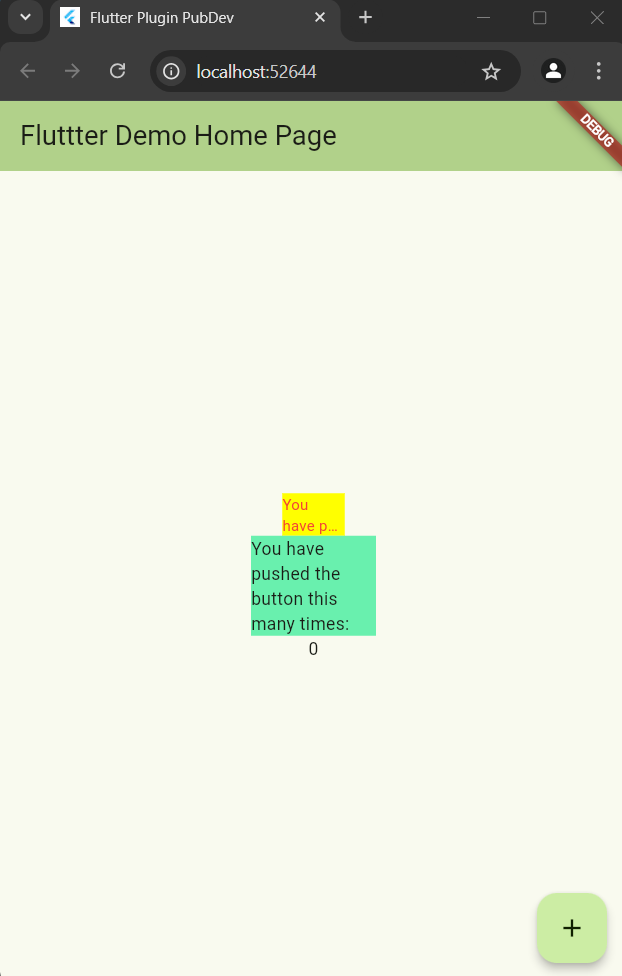 Flutter Plugin PubDev
localhost:52644
Fluttter Demo Home Page
DEBUG
You
have p...
You have
pushed the
button this
many times:
0